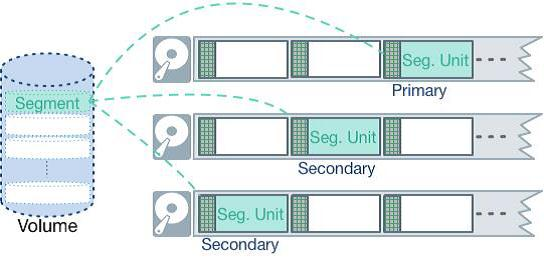 Segment
Volume
Seg. Unit
Primary
Seg. Unit
Secondary
Seg. Unit
Secondary